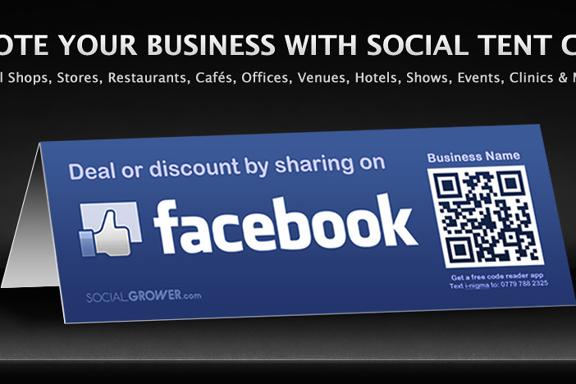 OTE YOUR BUSINESS WITH SOCIAL TENT C
l Shops, Stores, Restaurants, Cafés, Offices, Venues, Hotels, Shows, Events, Clinics & M
Deal or discount by sharing on
facebook
SOCIALGROWER.com
Business Name
Get a free code reader app
Text i-nigma to: 0779 788 2325